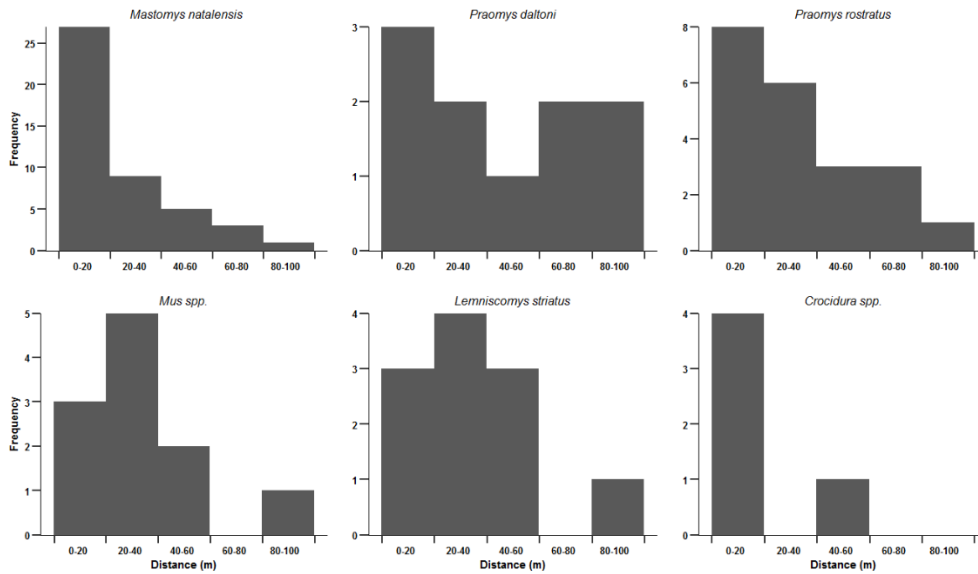 Mastomys natalensis
Frequency
25
20
15
10
5
0
0-20 20-40 40-60 60-80 80-100
Praomys daltoni
3
2
1
0
0-20 20-40 40-60 60-80 80-100
Praomys rostratus
8
6
4
2
0
0-20 20-40 40-60 60-80 80-100
Mus spp.
Frequency
5
4
3
2
1
0
0-20 20-40 40-60 60-80 80-100
Distance (m)
Lemniscomys striatus
4
3
2
1
0
0-20 20-40 40-60 60-80 80-100
Distance (m)
Crocidura spp.
4
3
2
1
0
0-20 20-40 40-60 60-80 80-100
Distance (m)